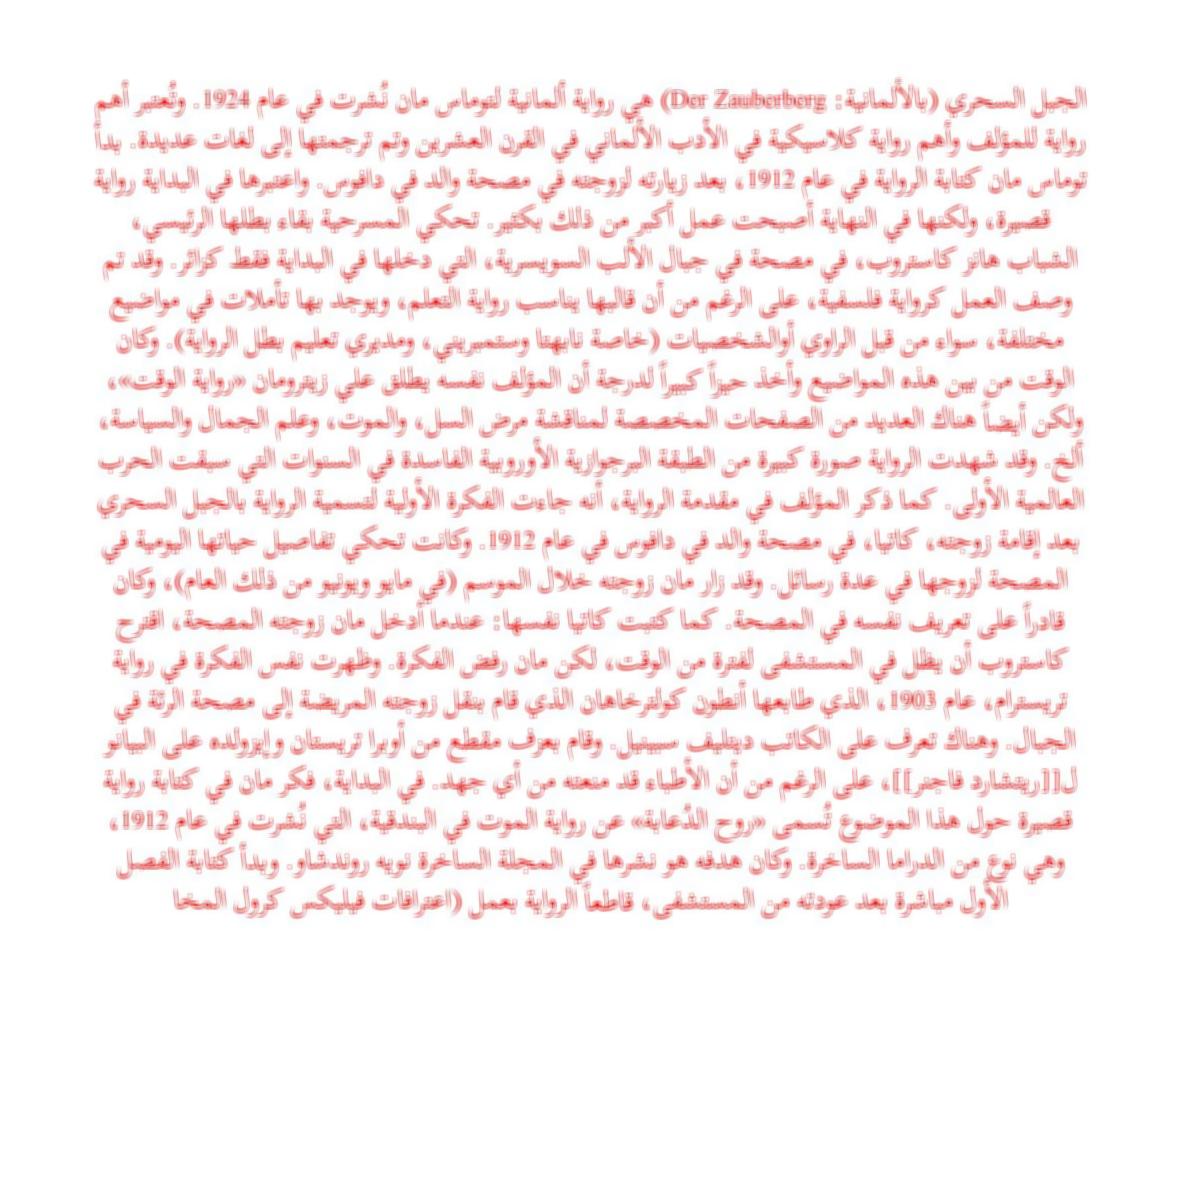 الجبل السحري (بالألمانية: Der Zauberberg) هي رواية ألمانية لتوماس مان نُشرت في عام 1924. وتُعتبر أهم
رواية للمؤلف وأهم رواية كلاسيكية في الأدب الألماني في القرن العشرين وتم ترجمتها إلى لغات عديدة. بدأ
توماس مان كتابة الرواية في عام 1912، بعد زيارته لزوجته في مصحة والد في دافوس. واعتبرها في البداية رواية
قصيرة، ولكنها في النهاية أصبحت عمل أكبر من ذلك بكثير. تحكي المسرحية بقاء بطلها الرئيسي،
الشباب هانز كاستروب، في مصحة في جبال الألب السويسرية، التي دخلها في البداية فقط كزائر. وقد تم
وصف العمل كرواية فلسفية، على الرغم من أن قالبها يناسب رواية التعلم، ويوجد بها تأملات في مواضيع
مختلفة، سواء من قبل الراوي أوالشخصيات (خاصة نابهتا وستمبريني، ومديري تعليم بطل الرواية). وكان
الوقت من بين هذه المواضيع وأخذ حيزاً كبيراً لدرجة أن المؤلف نفسه يطلق علي زيترومان «رواية الوقت»،
ولكن أيضاً هناك العديد من الصفحات المخصصة لمناقشة مرض السل، والموت، وعلم الجمال والسياسة،
ألخ. وقد شهدت الرواية صورة كبيرة من الطبقة البرجوازية الأوروبية الفاسدة في السنوات التي سبقت الحرب
العالمية الأولى. كما ذكر المؤلف في مقدمة الرواية، أنه جاءت الفكرة الأولية لتسمية الرواية بالجبل السحري
بعد إقامة زوجته، كاتيا، في مصحة والد في دافوس في عام 1912. وكانت تحكي تفاصيل حياتها اليومية في
المصحة لزوجها في عدة رسائل. وقد زار مان زوجته خلال الموسم (في مايو ويونيو من ذلك العام)، وكان
قادراً على تعريف نفسه في المصحة. كما كتبت كاتيا نفسها: عندما أدخل مان زوجته المصحة، اقترح
كاستروب أن يظل في المستشفى لفترة من الوقت، لكن مان رفض الفكرة. وظهرت نفس الفكرة في رواية
تريسترام، عام 1903، الذي طابعها أنطون كولترخاهان الذي قام بنقل زوجته المريضة إلى مصحة الرئة في
الجبال. وهناك تعرف على الكاتب ديتليف سبينيل. وقام بعزف مقطع من أوبرا تريستان وإيزولده على البيانو
ل[[ريتشارد فاجنر]]، على الرغم من أن الأطباء قد منعته من أي جهد. في البداية، فكر مان في كتابة رواية
قصيرة حول هذا الموضوع تُسمى «روح الدُعابة» عن رواية الموت في البندقية، التي نُشرت في عام 1912،
وهي نوع من الدراما الساخرة. وكان هدفه هو نشرها في المجلة الساخرة نويه روندشاو. وبدأ كتابة الفصل
الأول مباشرة بعد عودته من المستشفى، قاطعاً الرواية بعمل (اعترافات فيليكس كرول المخا